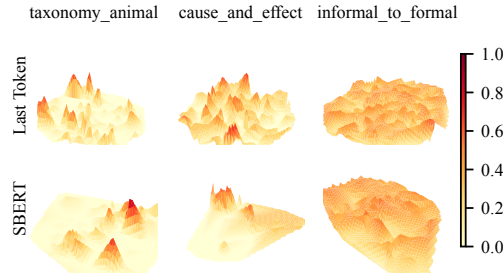 taxonomy_animal cause_and_effect informal_to_formal
Last Token
SBERT
1.0
0.8
0.6
0.4
0.2
0.0